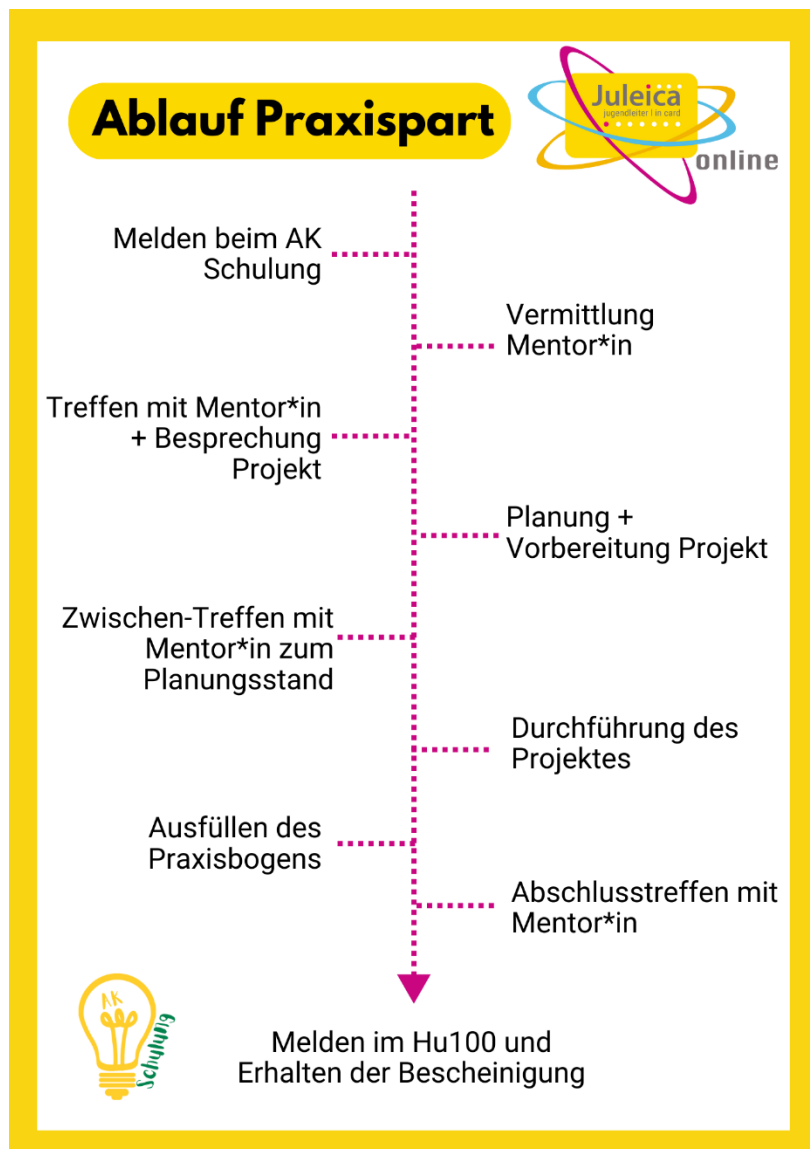 Ablauf Praxispart
Juleica
jugendleiter | in card
online
Melden beim AK
Schulung
Vermittlung
Mentor*in
Treffen mit Mentor*in
+ Besprechung
Projekt
Planung +
Vorbereitung Projekt
Zwischen-Treffen mit
Mentor*in zum
Planungsstand
Durchführung des
Projektes
Ausfüllen des
Praxisbogens
Abschlusstreffen mit
Mentor*in
AK
Schulung
Melden im Hu100 und
Erhalten der Bescheinigung